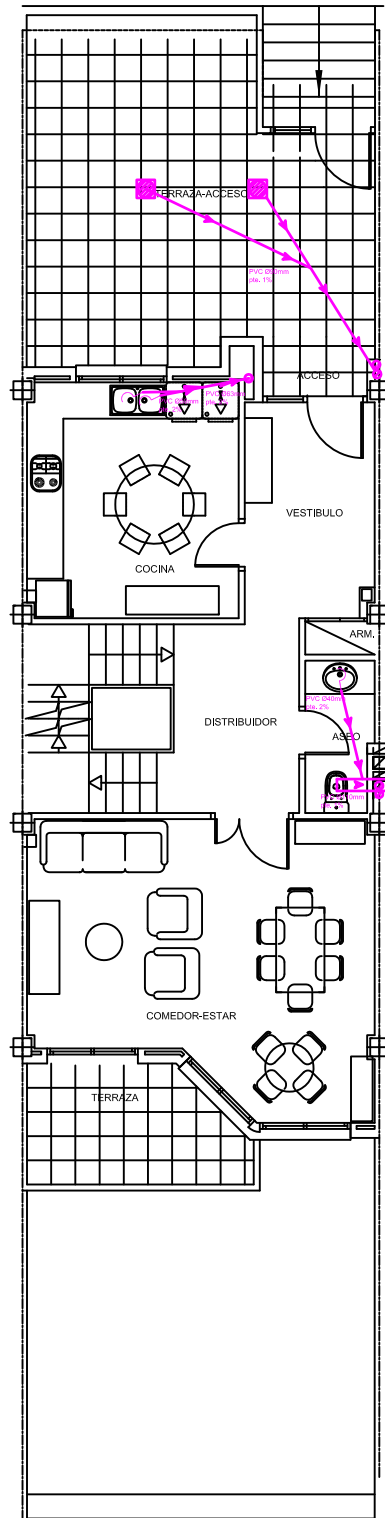 TERRAZA-ACCESO
PVC Ø90mm
pte. 1%
ACCESO
PVC Ø63mm
VESTIBULO
COCINA
ARM.
PVC Ø40mm
pte. 2%
DISTRIBUIDOR
ASEO
COMEDOR-ESTAR
TERRAZA